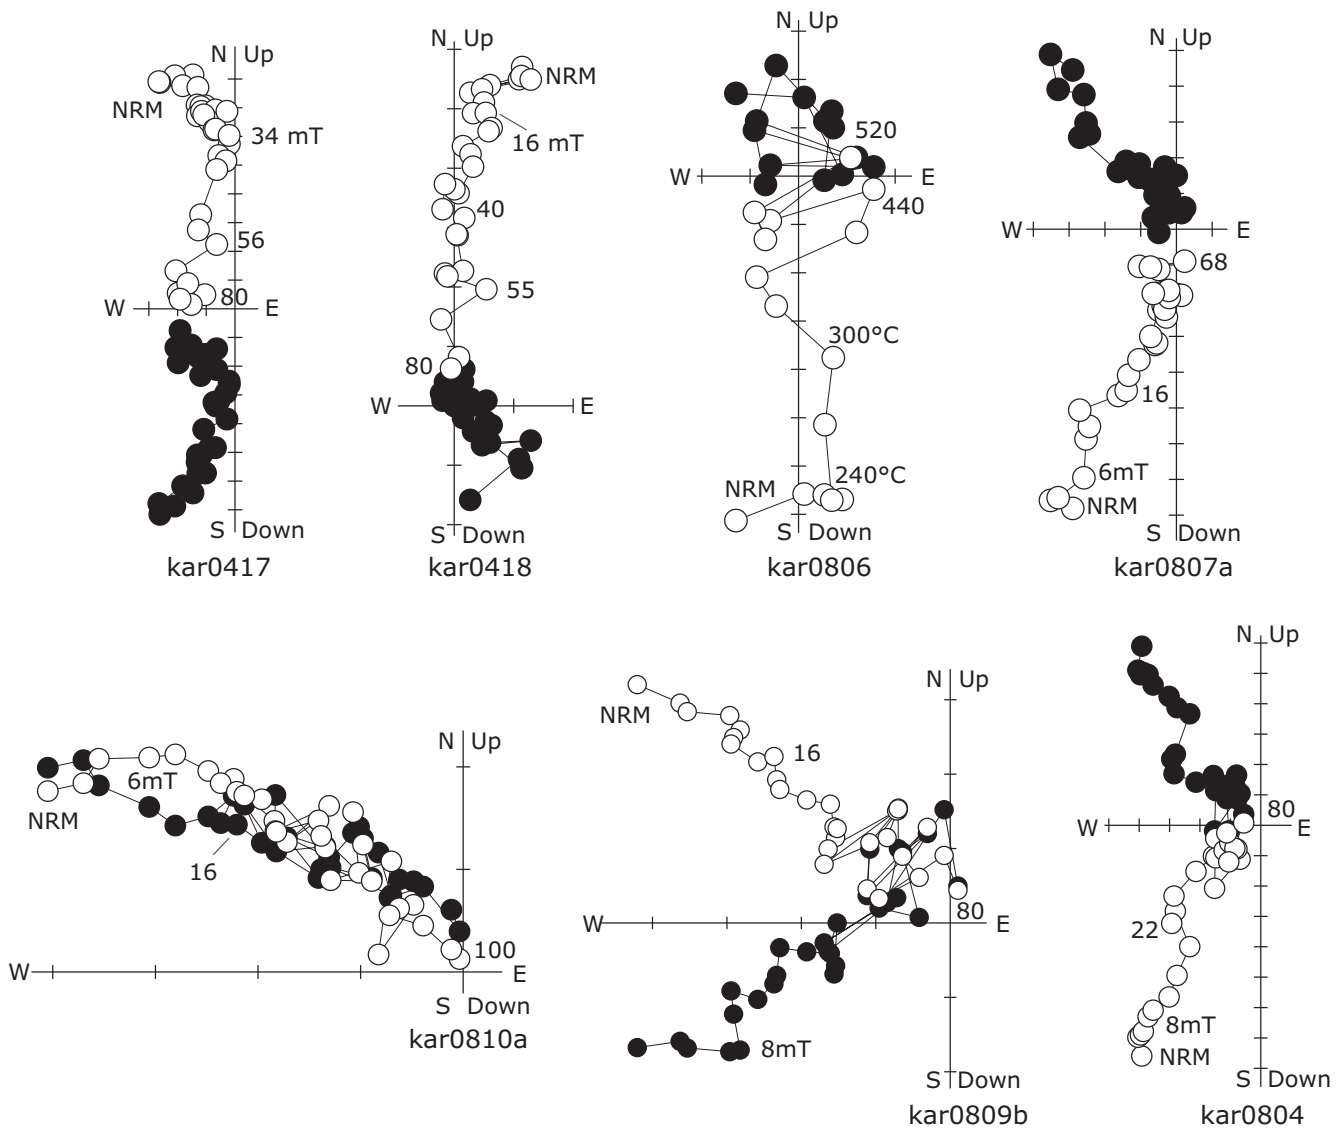 N Up
NRM
34 mT
56
80
W E
S Down
kar0417
N Up
NRM
16 mT
40
55
80
W E
S Down
kar0418
N Up
520
W E
440
300°C
240°C
NRM
S Down
kar0806
N Up
W E
68
16
6mT
NRM
S Down
kar0807a
N Up
6mT
NRM
16
100
W E
S Down
kar0810a
N Up
NRM
16
W E
80
8mT
S Down
kar0809b
N Up
80
W E
22
8mT
NRM
S Down
kar0804